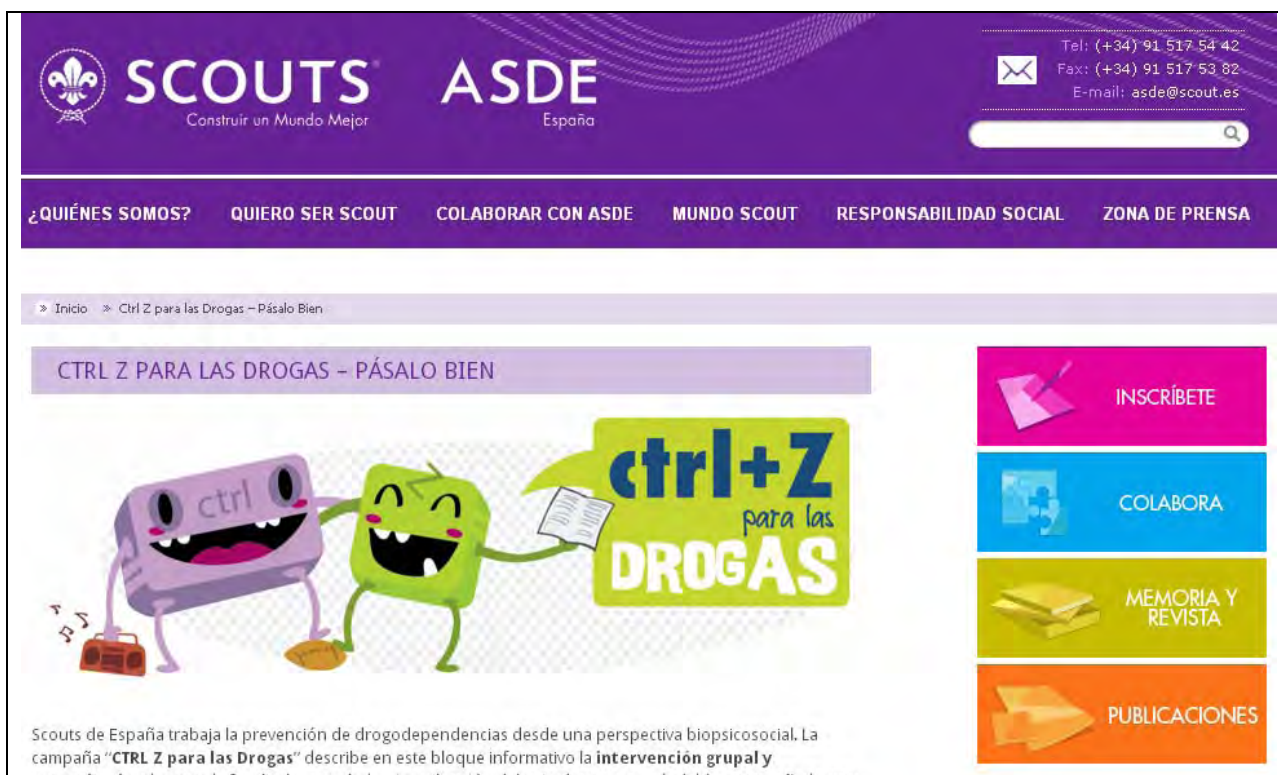 SCOUTS
Construir un Mundo Mejor
ASDE
España
Tel: (+34) 91 517 54 42
Fax: (+34) 91 517 53 82
E-mail: asde@scout.es
¿QUIÉNES SOMOS? QUIERO SER SCOUT COLABORAR CON ASDE MUNDO SCOUT RESPONSABILIDAD SOCIAL ZONA DE PRENSA
» Inicio » Ctrl Z para las Drogas – Pásalo Bien
CTRL Z PARA LAS DROGAS – PÁSALO BIEN
ctrl
Z
ctrl+Z
para las
DROGAS
INSCRÍBETE
COLABORA
MEMORIA Y
REVISTA
PUBLICACIONES
Scouts de España trabaja la prevención de drogodependencias desde una perspectiva biopsicosocial. La
campaña “CTRL Z para las Drogas” describe en este bloque informativo la intervención grupal y